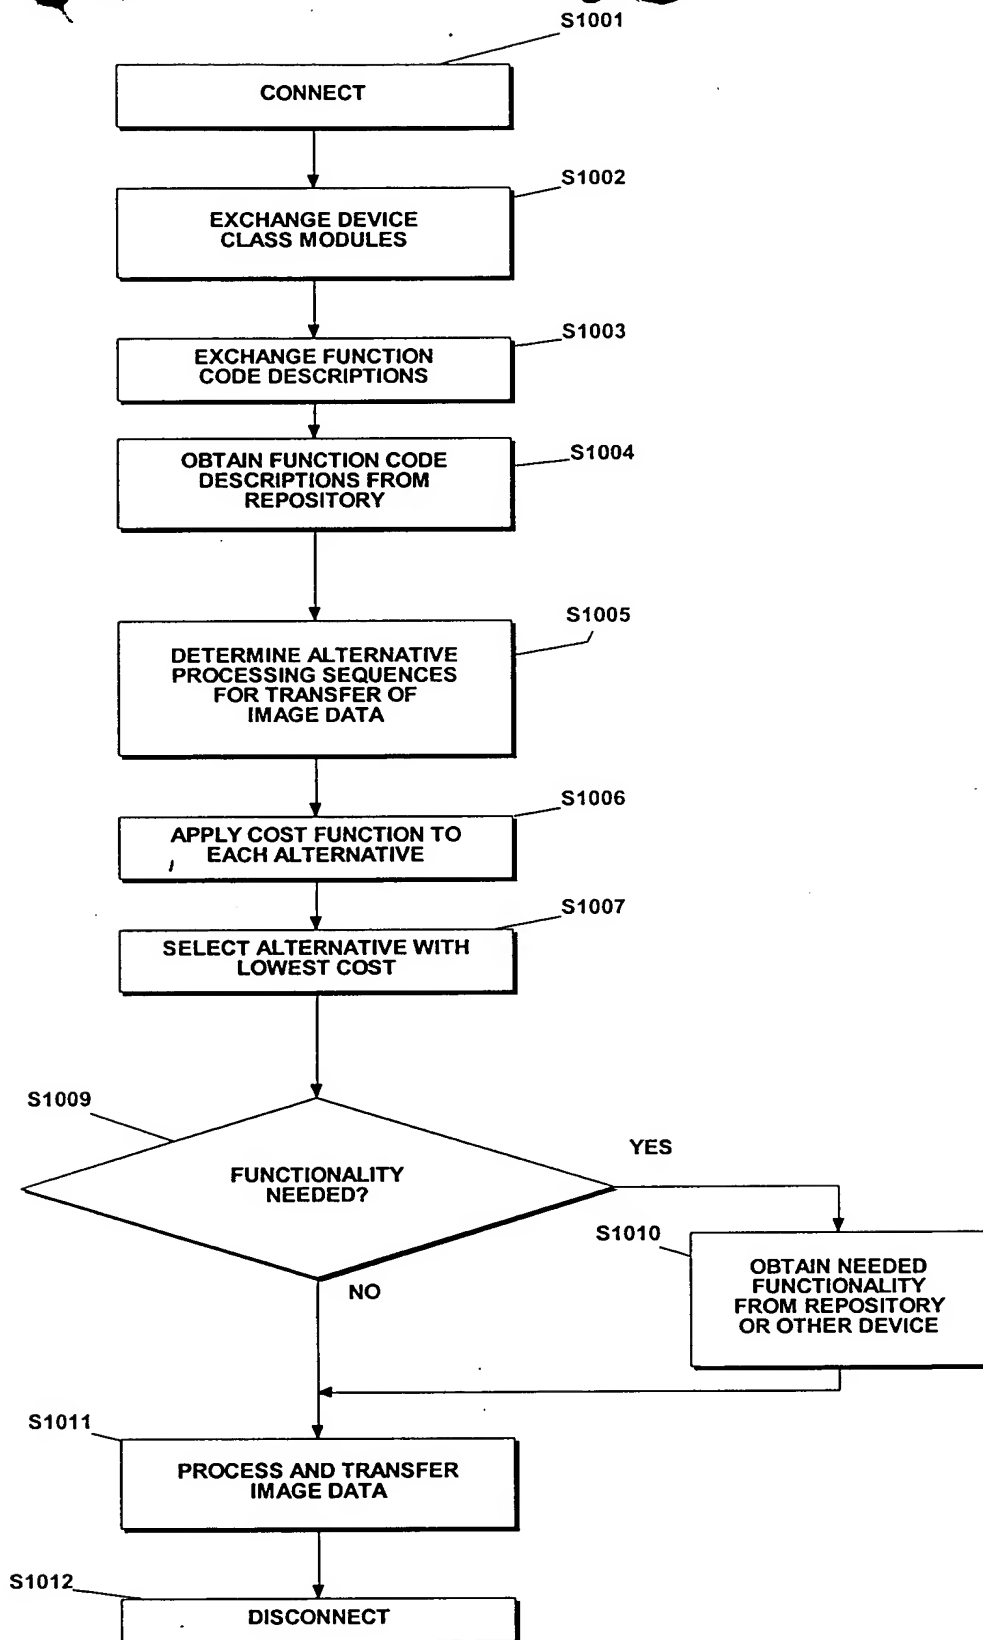 S1001
CONNECT
S1002
EXCHANGE DEVICE
CLASS MODULES
S1003
EXCHANGE FUNCTION
CODE DESCRIPTIONS
S1004
OBTAIN FUNCTION CODE
DESCRIPTIONS FROM
REPOSITORY
S1005
DETERMINE ALTERNATIVE
PROCESSING SEQUENCES
FOR TRANSFER OF
IMAGE DATA
S1006
APPLY COST FUNCTION TO
EACH ALTERNATIVE
S1007
SELECT ALTERNATIVE WITH
LOWEST COST
S1009
FUNCTIONALITY
NEEDED?
YES
S1010
OBTAIN NEEDED
FUNCTIONALITY
FROM REPOSITORY
OR OTHER DEVICE
NO
S1011
PROCESS AND TRANSFER
IMAGE DATA
S1012
DISCONNECT